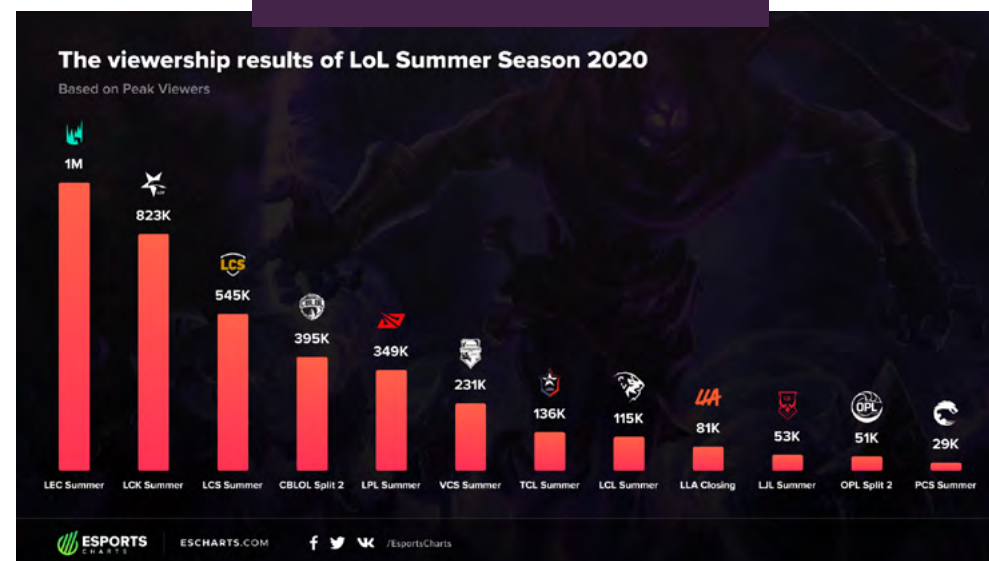 The viewership results of LoL Summer Season 2020
Based on Peak Viewers
1M
823K
LCS
545K
395K
349K
231K
136K
115K
LLA
81K
53K
OPL
51K
29K
LEC Summer LCK Summer LCS Summer CBLOL Split 2 LPL Summer VCS Summer TCL Summer LCL Summer LLA Closing LJL Summer OPL Split 2 PCS Summer
ESPORTS
CHARTS
ESCHARTS.COM
/EsportsCharts